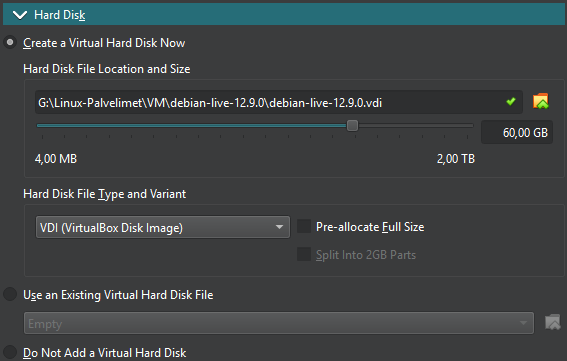 Hard Disk
Create a Virtual Hard Disk Now
Hard Disk File Location and Size
G:\Linux-Palvelimet\VM\debian-live-12.9.0\debian-live-12.9.0.vdi
60,00 GB
4,00 MB 2,00 TB
Hard Disk File Type and Variant
VDI (VirtualBox Disk Image) Pre-allocate Full Size
Split Into 2GB Parts
Use an Existing Virtual Hard Disk File
Empty
Do Not Add a Virtual Hard Disk